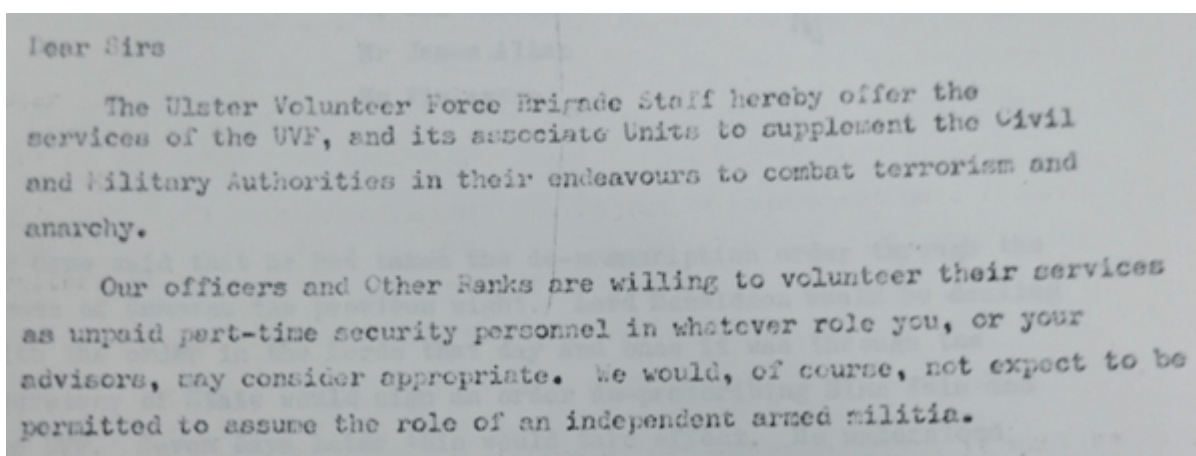 Dear Sirs
The Ulster Volunteer Force Brigade Staff hereby offer the
services of the UVF, and its associate Units to supplement the Civil
and Military Authorities in their endeavours to combat terrorism and
anarchy.
Our officers and Other Ranks are willing to volunteer their services
as unpaid part-time security personnel in whatever role you, or your
advisors, may consider appropriate. We would, of course, not expect to be
permitted to assume the role of an independent armed militia.